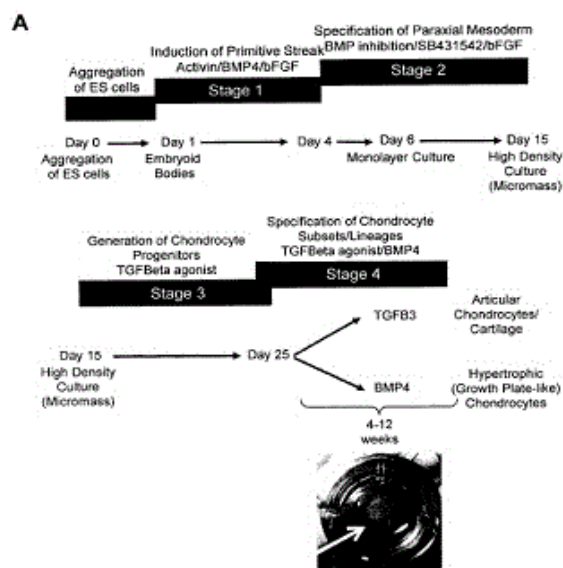 A
Specification of Paraxial Mesoderm
BMP inhibition/SB431542/bFGF
Induction of Primitive Streak
Activin/BMP4/bFGF
Aggregation
of ES cells
Stage 1
Stage 2
Day 0
Day 1
Day 4
Day 6
Day 15
Aggregation
of ES cells
Embryoid
Bodies
Monolayer Culture
High Density
Culture
(Micromass)
Generation of Chondrocyte
Progenitors
TGFBeta agonist
Specification of Chondrocyte
Subsets/Lineages
TGFBeta agonist/BMP4
Stage 3
Stage 4
Day 15
High Density
Culture
(Micromass)
Day 25
TGFB3
Articular
Chondrocytes/
Cartilage
BMP4
Hypertrophic
(Growth Plate-like)
Chondrocytes
4-12
weeks